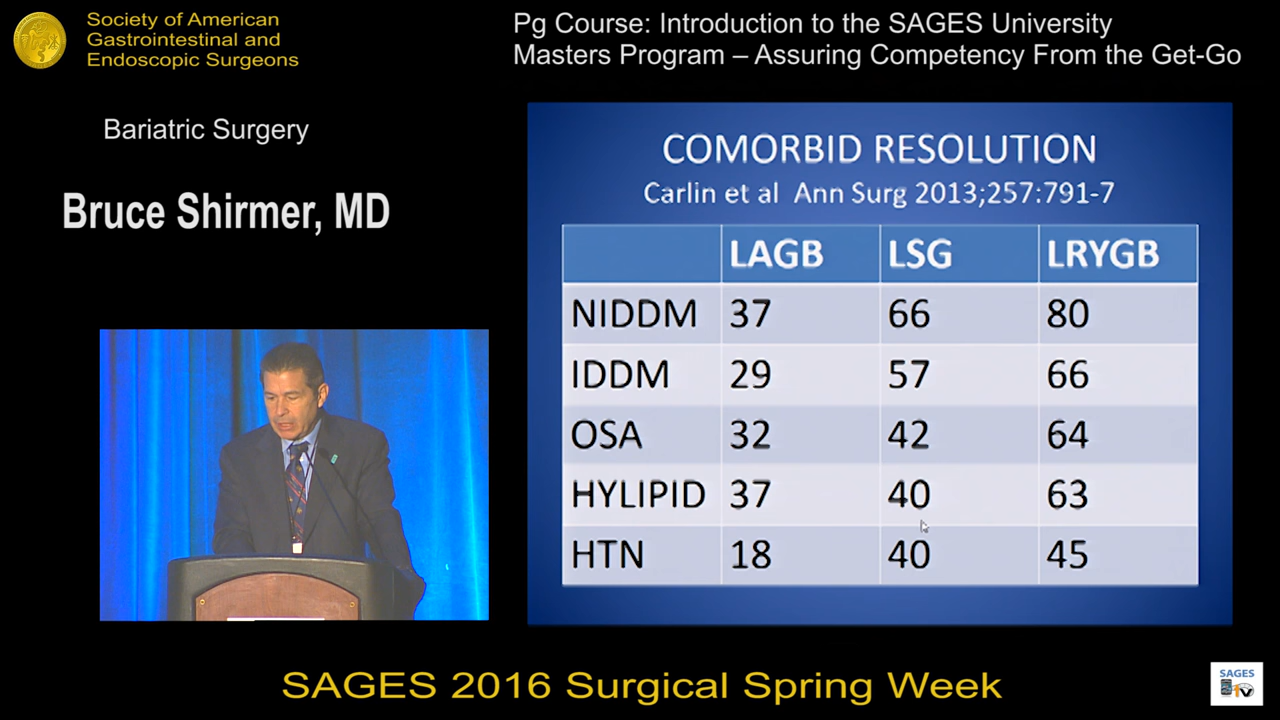 Society of American
Gastrointestinal and
Endoscopic Surgeons
Pg Course: Introduction to the SAGES University
Masters Program – Assuring Competency From the Get-Go
Bariatric Surgery
Bruce Shirmer, MD
COMORBID RESOLUTION
Carlin et al Ann Surg 2013;257:791-7
LAGB LSG LRYGB
NIDDM 37 66 80
IDDM 29 57 66
OSA 32 42 64
HYLIPID 37 40 63
HTN 18 40 45
SAGES 2016 Surgical Spring Week
SAGES
TV